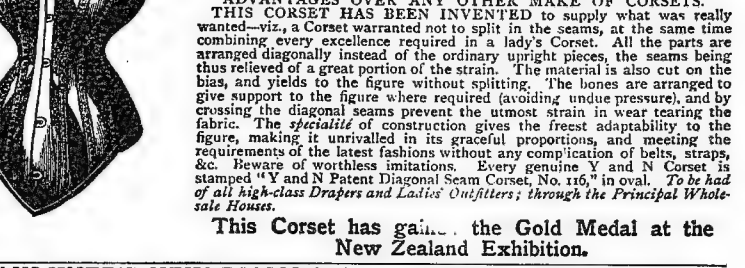 ADVANTAGES OVER ANY OTHER MAKE OF CORSETS.
THIS CORSET HAS BEEN INVENTED to supply what was really
wanted—viz., a Corset warranted not to split in the seams, at the same time
combining every excellence required in a lady's Corset. All the parts are
arranged diagonally instead of the ordinary upright pieces, the seams being
thus relieved of a great portion of the strain. The material is also cut on the
bias, and yields to the figure without splitting. The bones are arranged to
give support to the figure where required (avoiding undue pressure), and by
crossing the diagonal seams prevent the utmost strain in wear tearing the
fabric. The specialité of construction gives the freest adaptability to the
figure, making it unrivalled in its graceful proportions, and meeting the
requirements of the latest fashions without any complication of belts, straps,
&c. Beware of worthless imitations. Every genuine Y and N Corset is
stamped "Y and N Patent Diagonal Seam Corset, No. 116," in oval. To be had
of all high-class Drapers and Ladies' Outfitters; through the Principal Whole-
sale Houses.
This Corset has gained the Gold Medal at the
New Zealand Exhibition.